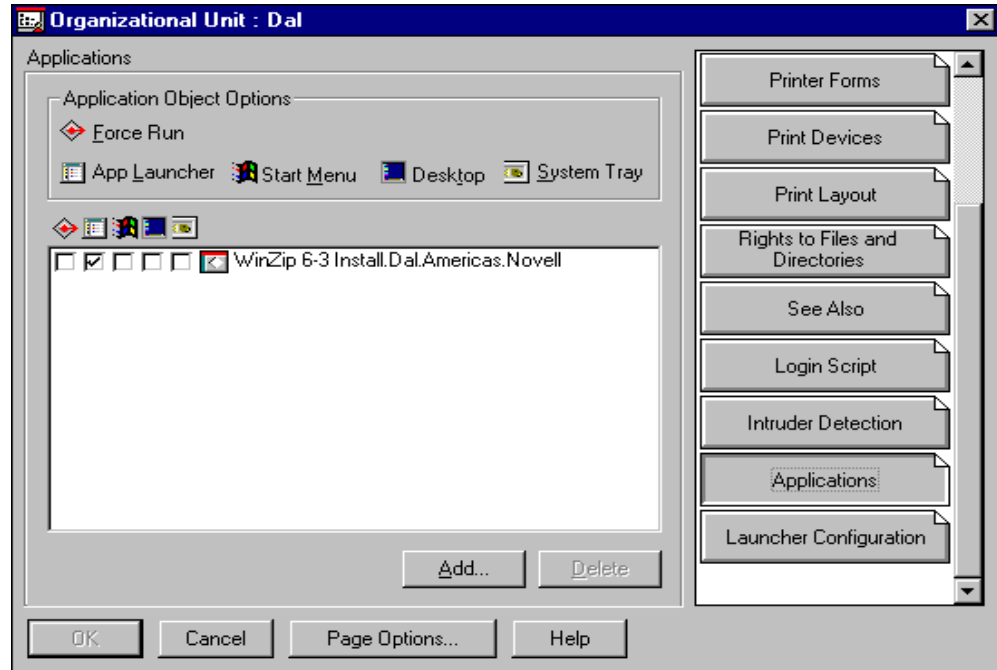 Organizational Unit : Dal
Applications
Application Object Options
Force Run
App Launcher Start Menu Desktop System Tray
WinZip 6-3 Install.Dal.Americas.Novell
Add... Delete
OK Cancel Page Options... Help
Printer Forms
Print Devices
Print Layout
Rights to Files and
Directories
See Also
Login Script
Intruder Detection
Applications
Launcher Configuration